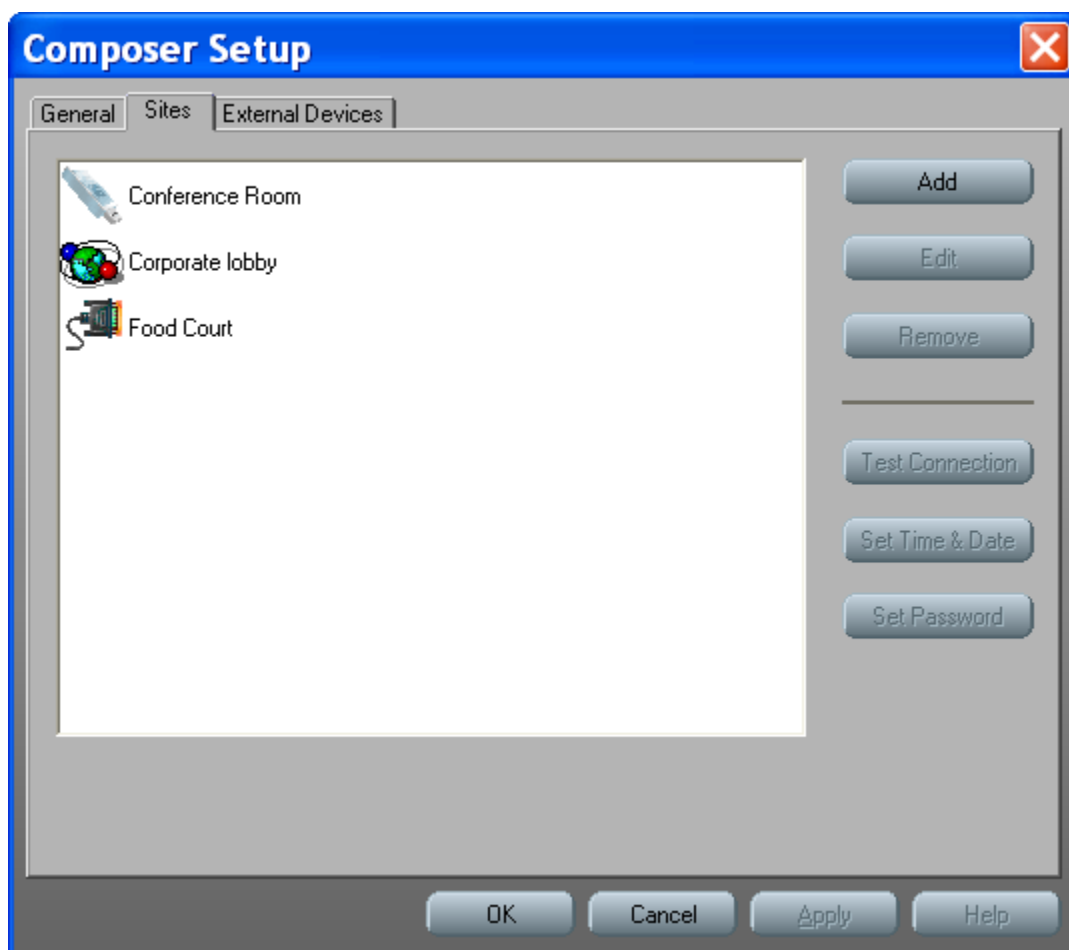 Composer Setup
General Sites External Devices
Conference Room
Corporate lobby
Food Court
Add
Edit
Remove
Test Connection
Set Time & Date
Set Password
OK Cancel Apply Help